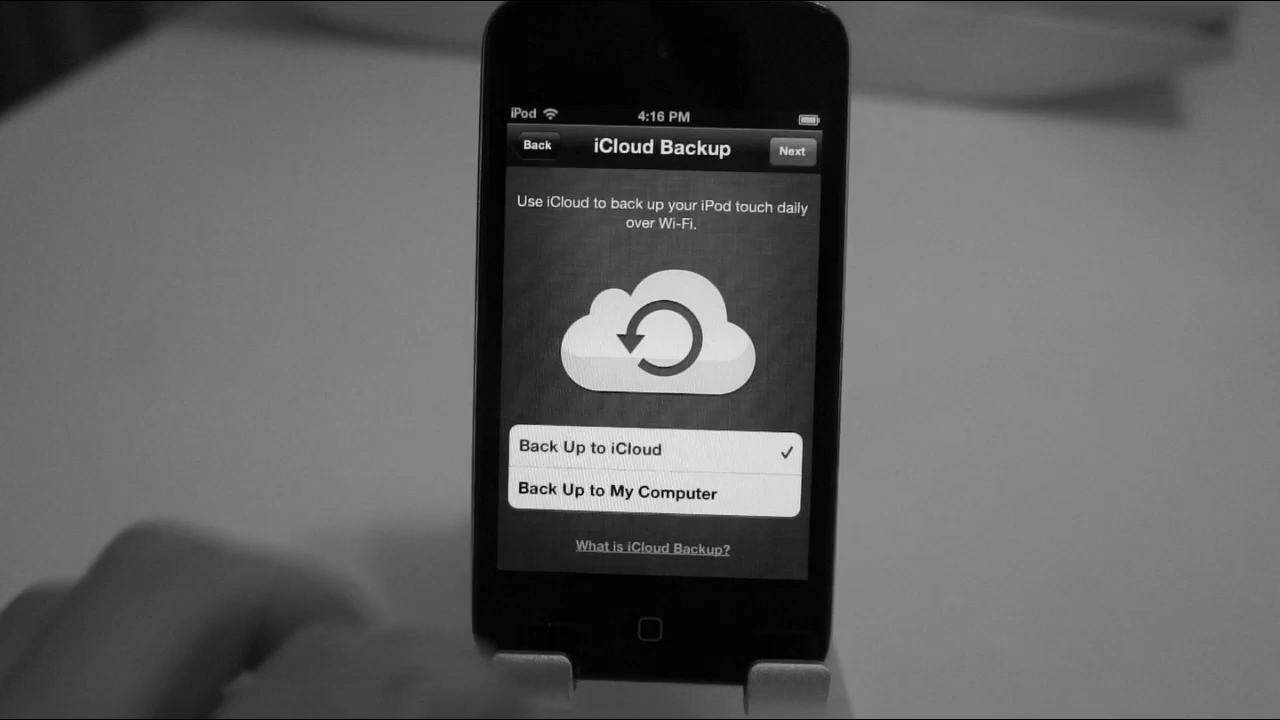 iPod 4:16 PM
Back iCloud Backup Next
Use iCloud to back up your iPod touch daily
over Wi-Fi.
Back Up to iCloud
Back Up to My Computer
What is iCloud Backup?